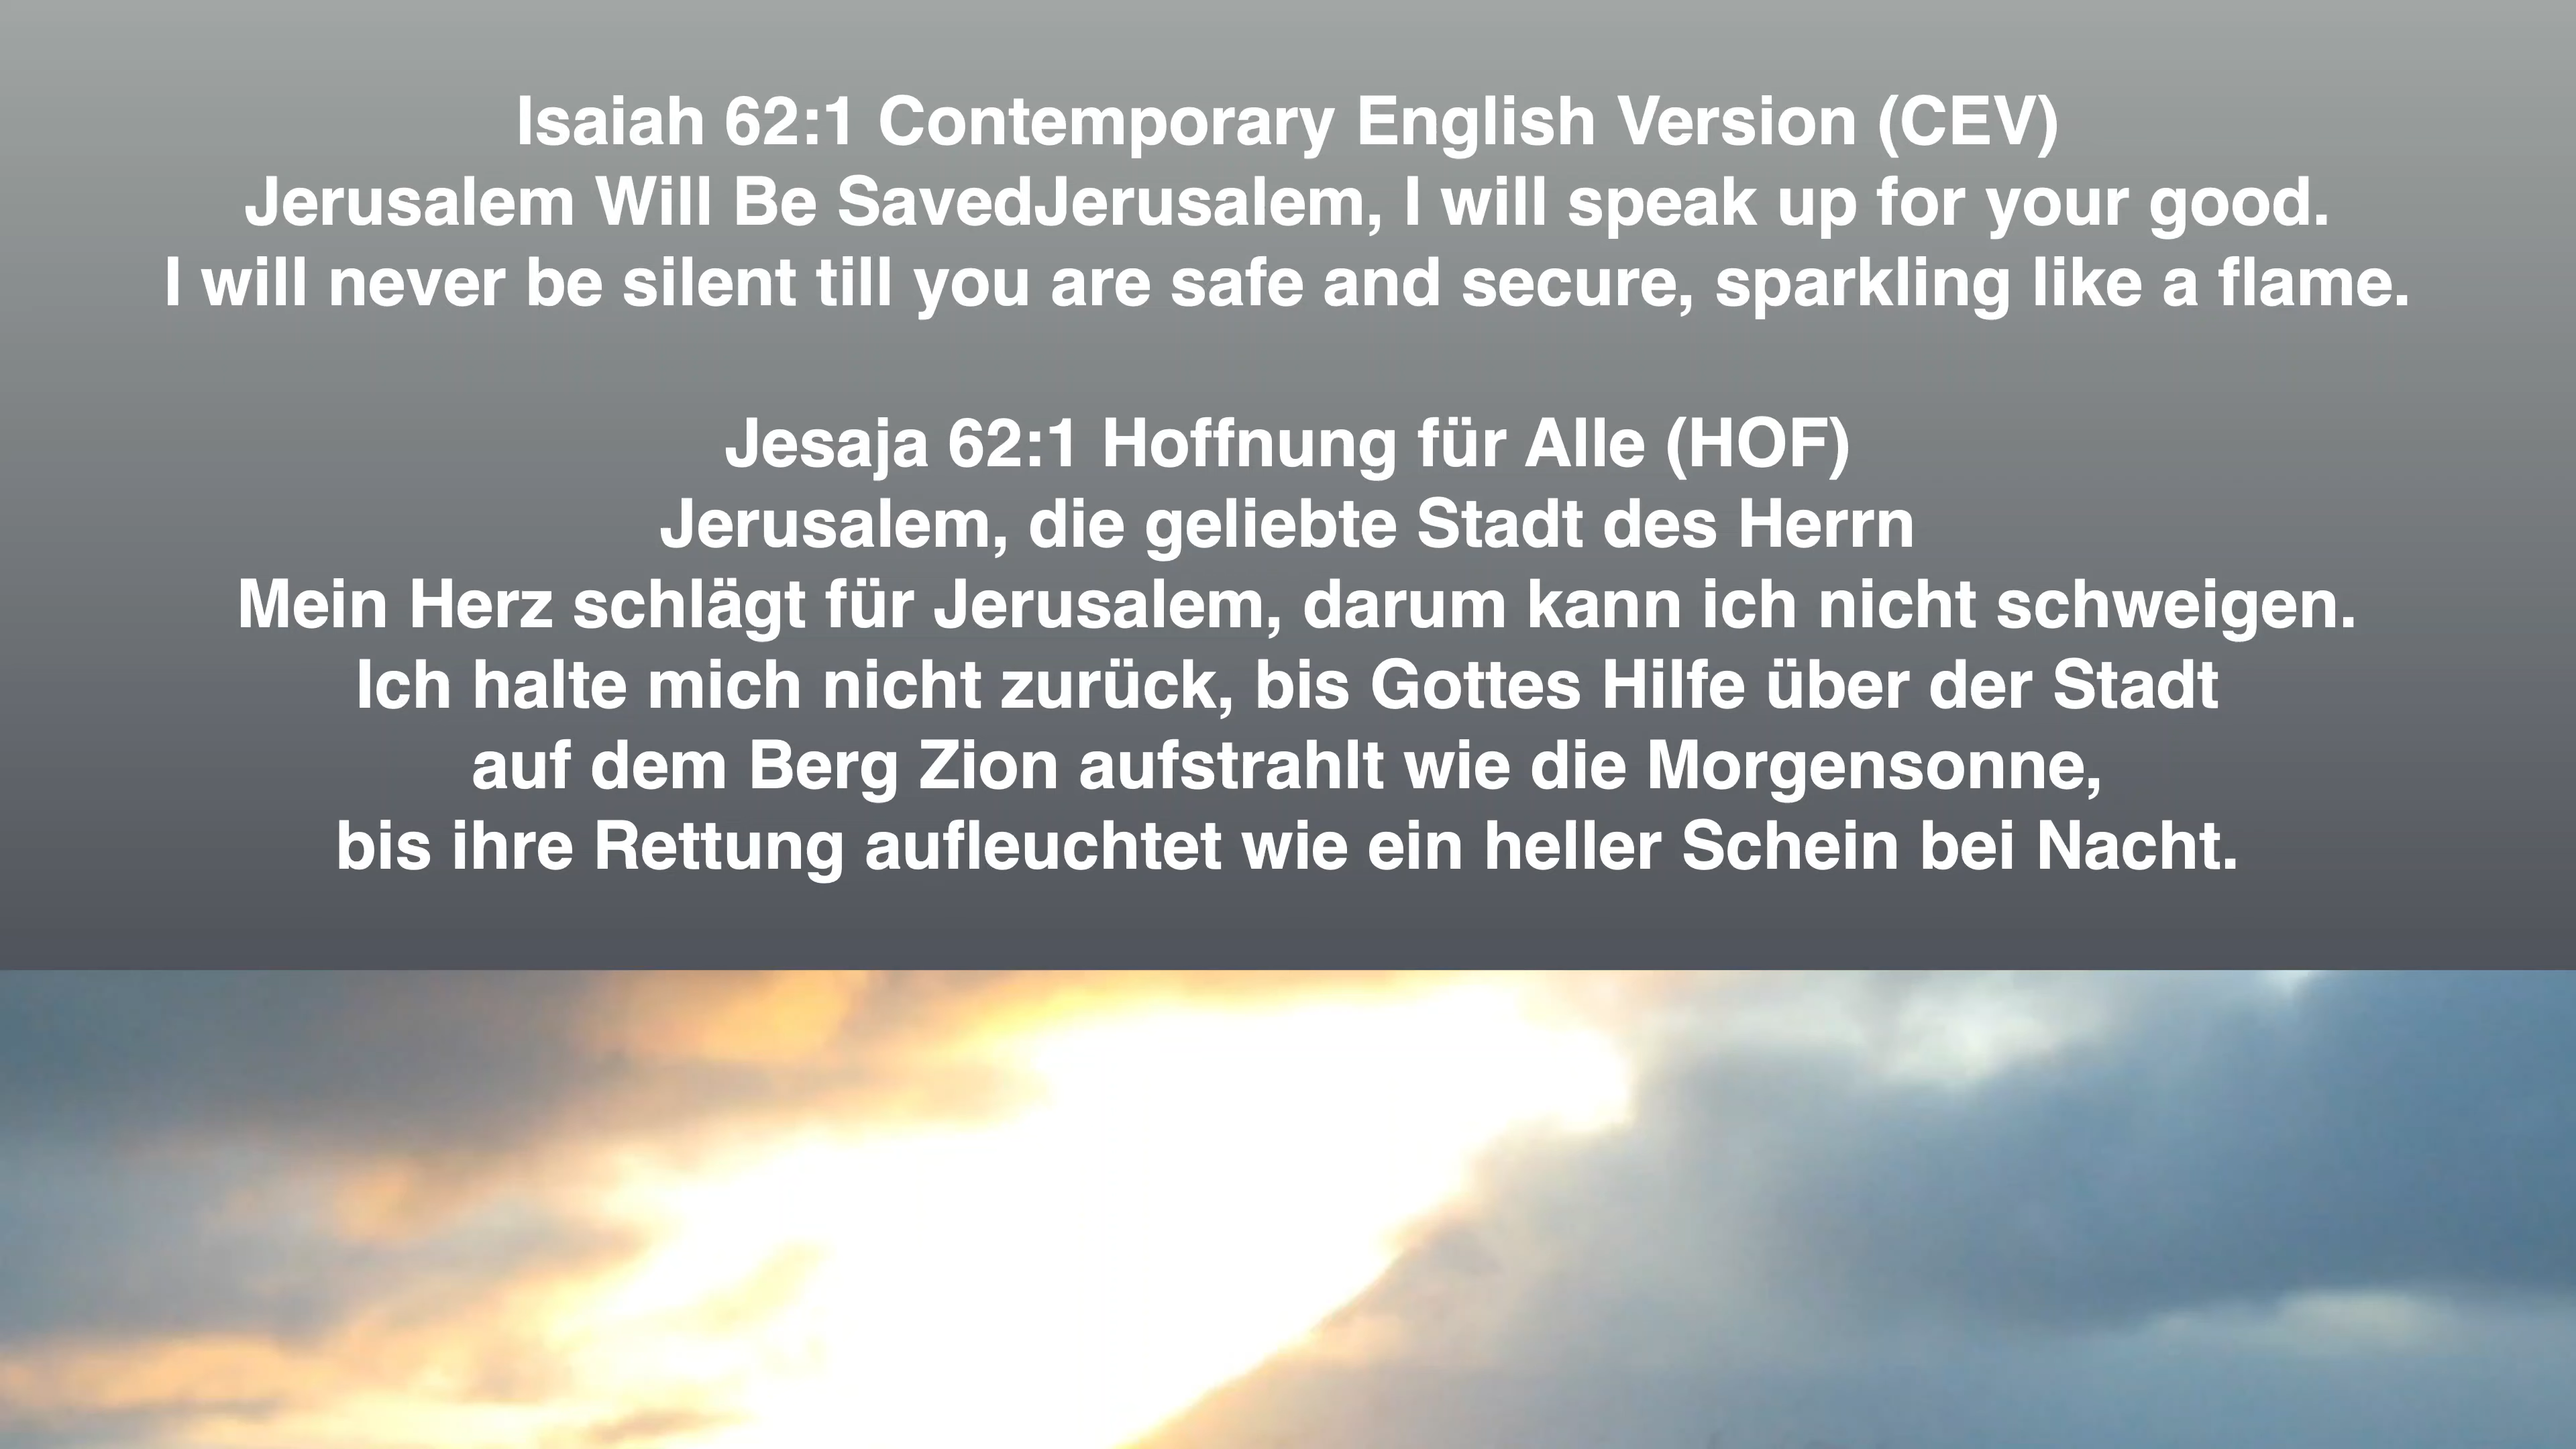 Isaiah 62:1 Contemporary English Version (CEV)
Jerusalem Will Be SavedJerusalem, I will speak up for your good.
I will never be silent till you are safe and secure, sparkling like a flame.
Jesaja 62:1 Hoffnung für Alle (HOF)
Jerusalem, die geliebte Stadt des Herrn
Mein Herz schlägt für Jerusalem, darum kann ich nicht schweigen.
Ich halte mich nicht zurück, bis Gottes Hilfe über der Stadt
auf dem Berg Zion aufstrahlt wie die Morgensonne,
bis ihre Rettung aufleuchtet wie ein heller Schein bei Nacht.